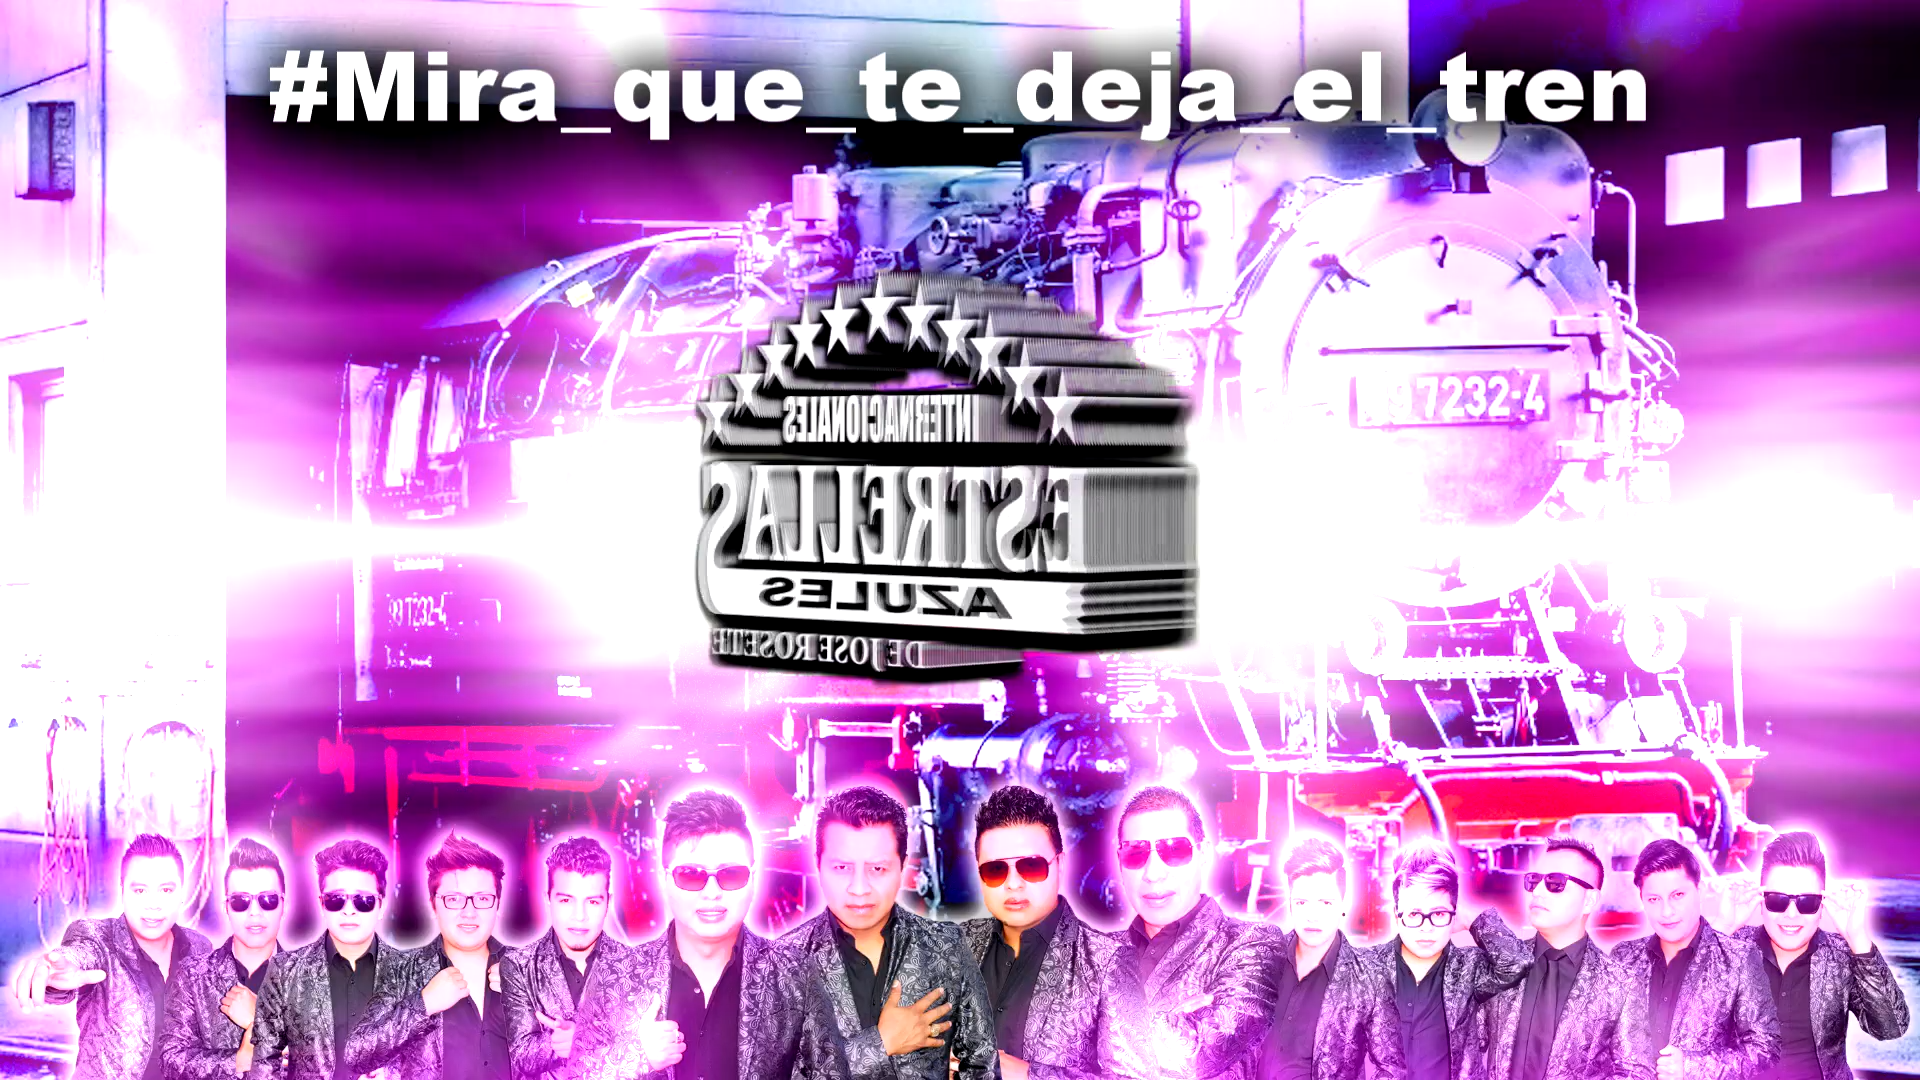 #Mira_que_te_deja_el_tren
7232-4
INTERNACIONALES
ESTRELLAS
AZULES
DE JOSE ROSETE